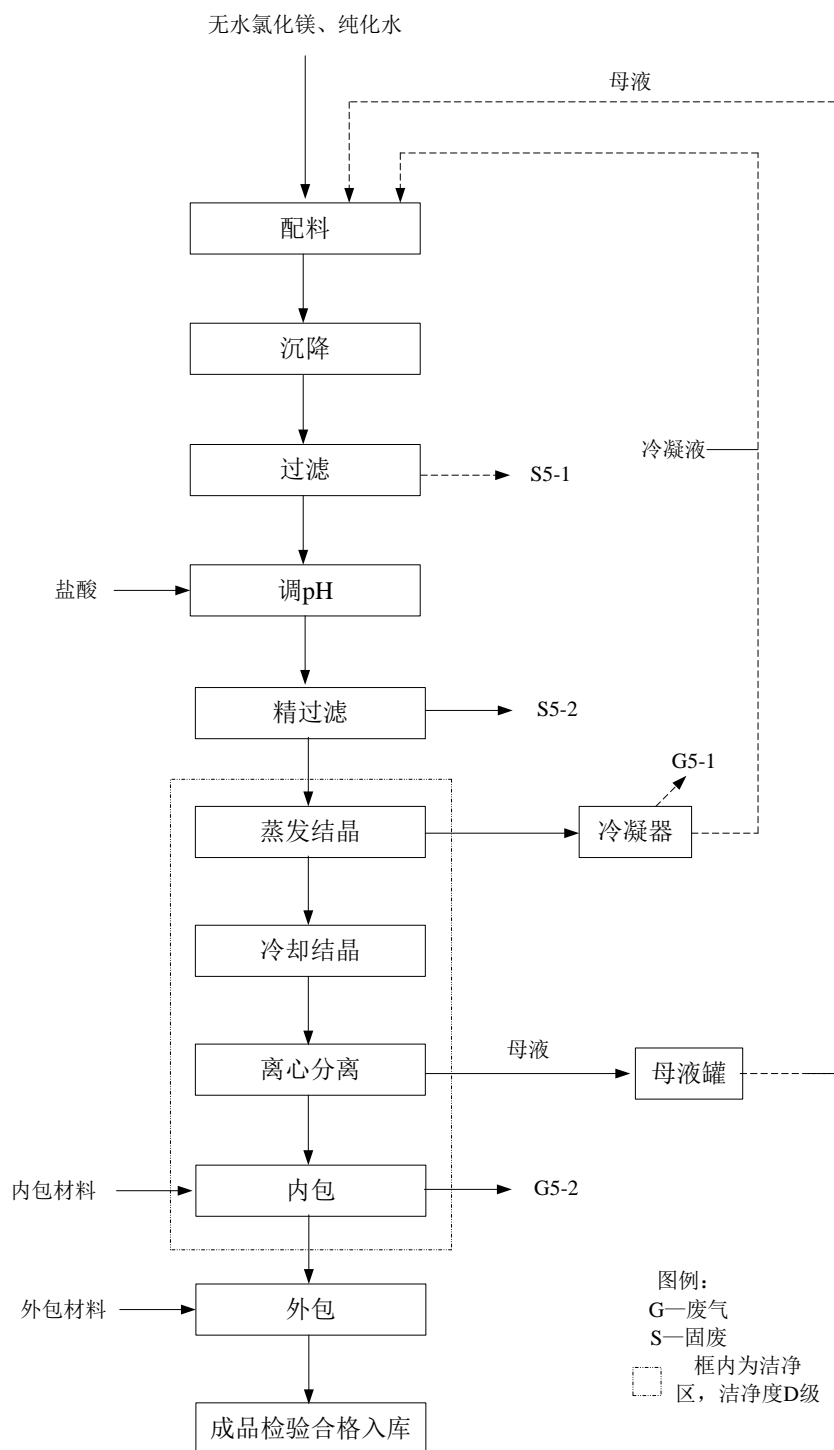 无水氯化镁、纯化水
母液
配料
沉降
冷凝液
过滤
S5-1
盐酸
调pH
精过滤
S5-2
G5-1
蒸发结晶
冷凝器
冷却结晶
母液
离心分离
母液罐
内包材料
内包
G5-2
外包材料
外包
图例：
G—废气
S—固废
框内为洁净
区，洁净度D级
成品检验合格入库